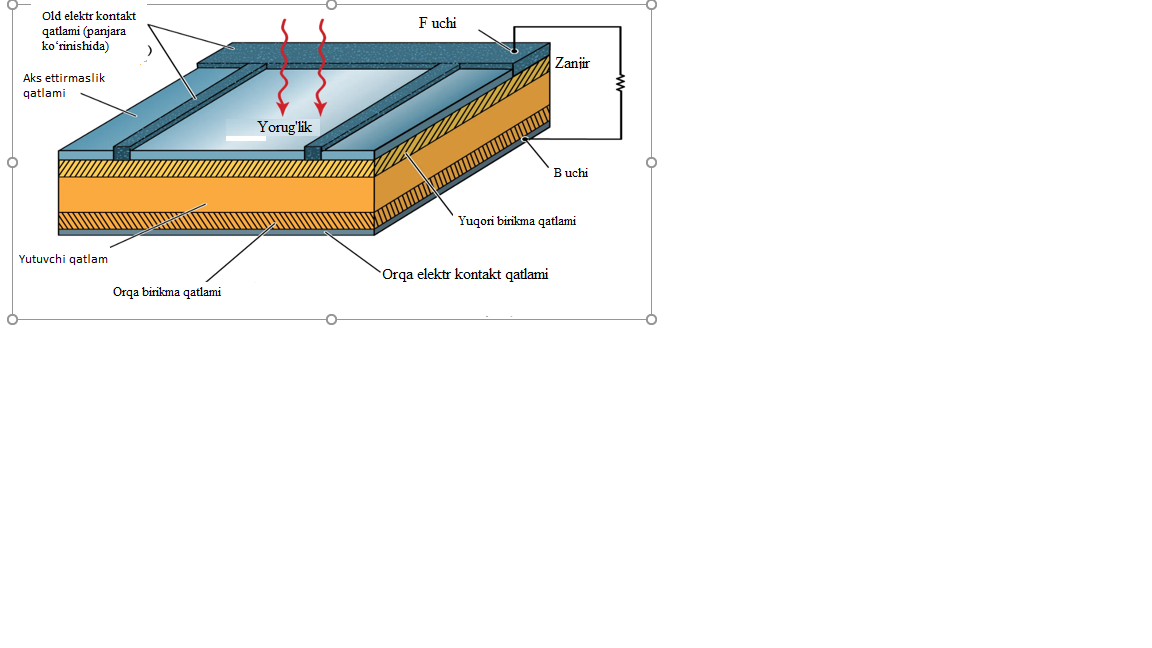 Old elektr kontakt
qatlami (panjara
ko‘rinishida)
)
F uchi
Zanjir
Aks ettirmaslik
qatlami
Yorug'lik
B uchi
Yuqori birikma qatlami
Yutuvchi qatlam
Orqa elektr kontakt qatlami
Orqa birikma qatlami